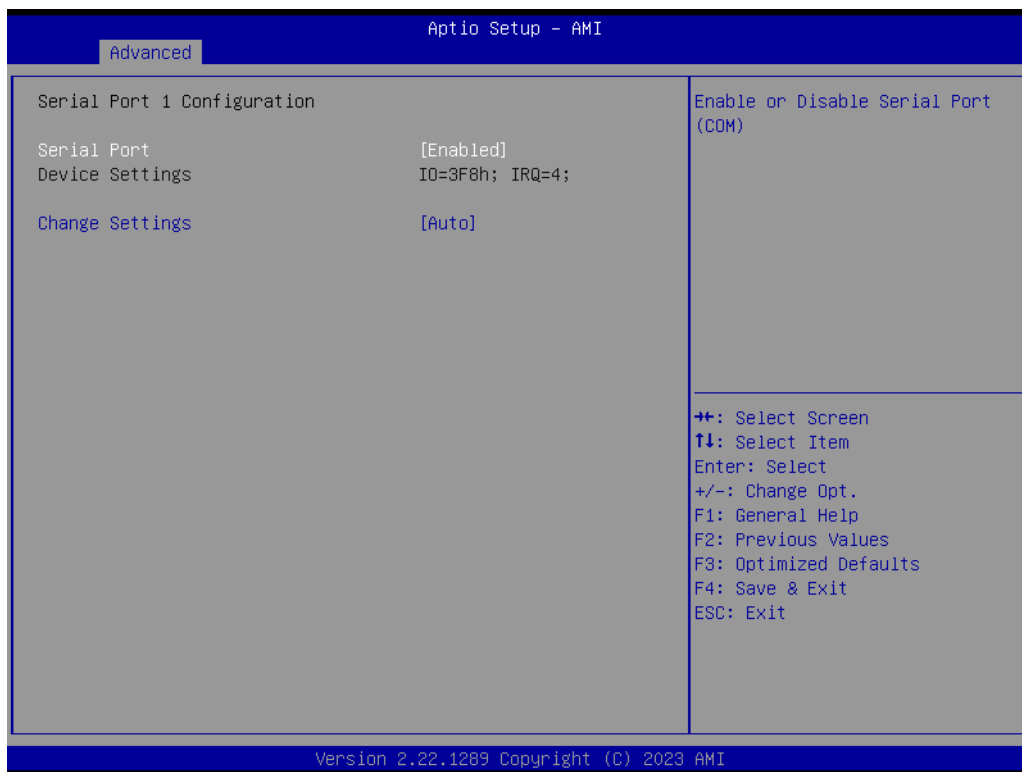 Aptio Setup - AMI
Advanced
Serial Port 1 Configuration
Serial Port [Enabled]
Device Settings IO=3F8h; IRQ=4;
Change Settings [Auto]
Enable or Disable Serial Port
(COM)
→←: Select Screen
↑↓: Select Item
Enter: Select
+/-: Change Opt.
F1: General Help
F2: Previous Values
F3: Optimized Defaults
F4: Save & Exit
ESC: Exit
Version 2.22.1289 Copyright (C) 2023 AMI